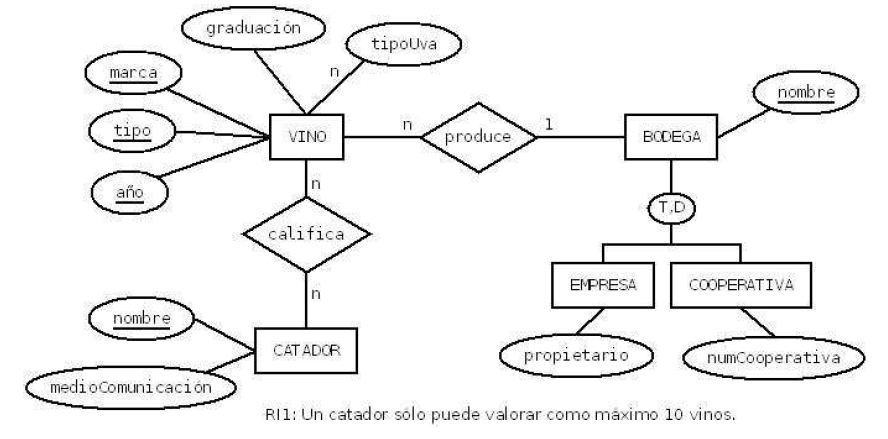 graduación
tipoUva
n
marca
nombre
tipo
VINO
n
produce
1
BODEGA
año
n
T,D
califica
EMPRESA
COOPERATIVA
n
nombre
CATADOR
propietario
numCooperativa
medioComunicación
RI1: Un catador sólo puede valorar como máximo 10 vinos.